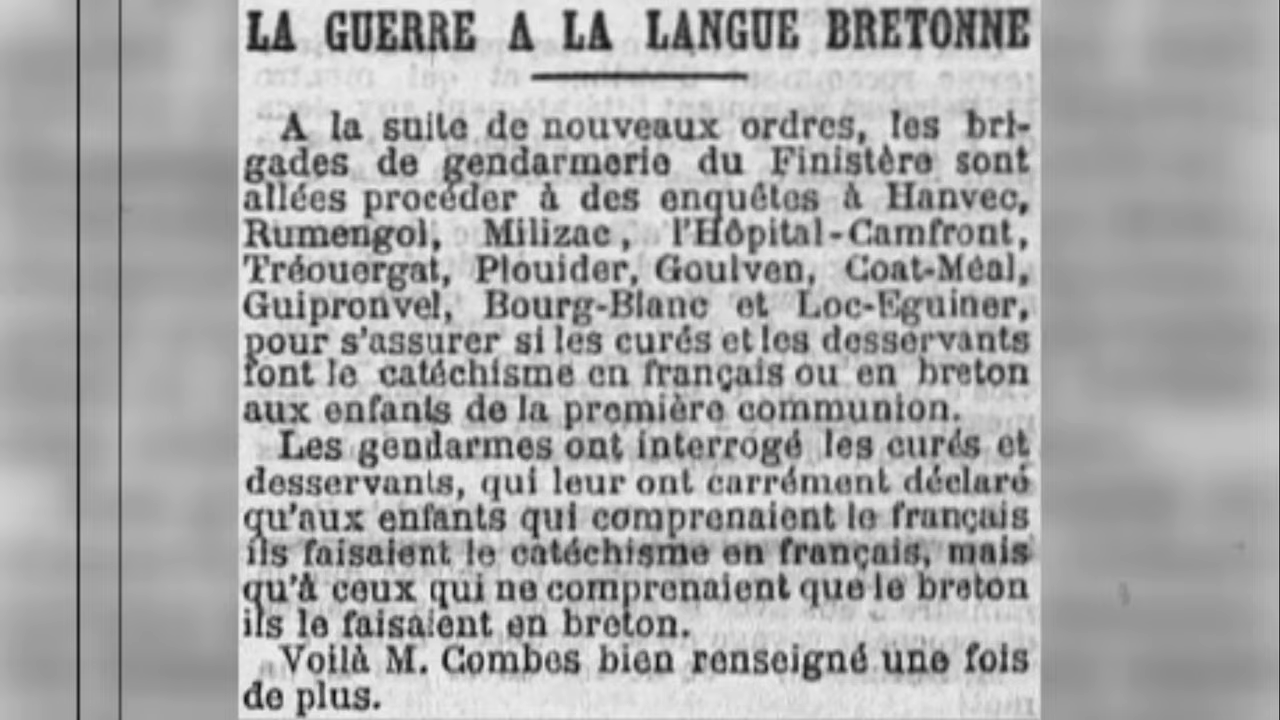 LA GUERRE A LA LANGUE BRETONNE
A la suite de nouveaux ordres, les bri-
gades de gendarmerie du Finistère sont
allées procéder à des enquêtes à Hanvec,
Rumengol, Milizac, l'Hôpital-Camfront,
Tréouergat, Plouider, Goulven, Coat-Méal,
Guipronvel, Bourg-Blanc et Loc-Eguiner,
pour s'assurer si les curés et les desservants
font le catéchisme en français ou en breton
aux enfants de la première communion.
Les gendarmes ont interrogé les curés et
desservants, qui leur ont carrément déclaré
qu'aux enfants qui comprenaient le français
ils faisaient le catéchisme en français, mais
qu'à ceux qui ne comprenaient que le breton
ils le faisaient en breton.
Voilà M. Combes bien renseigné une fois
de plus.